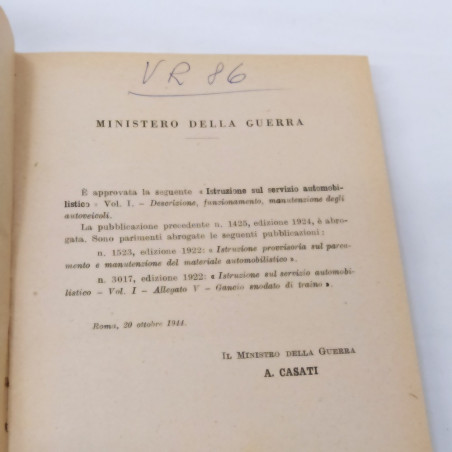 VR 86
MINISTERO DELLA GUERRA
È approvata la seguente « Istruzione sul servizio automobi-
listico » Vol. I. – Descrizione, funzionamento, manutenzione degli
autoveicoli.
La pubblicazione precedente n. 1425, edizione 1924, è abro-
gata. Sono parimenti abrogate le seguenti pubblicazioni:
n. 1523, edizione 1922: « Istruzione provvisoria sul parcamento
e manutenzione del materiale automobilistico ».
n. 3017, edizione 1922: « Istruzione sul servizio automobi-
listico – Vol. I – Allegato V – Gancio snodato di traino ».
Roma, 20 ottobre 1944.
IL MINISTRO DELLA GUERRA
A. CASATI